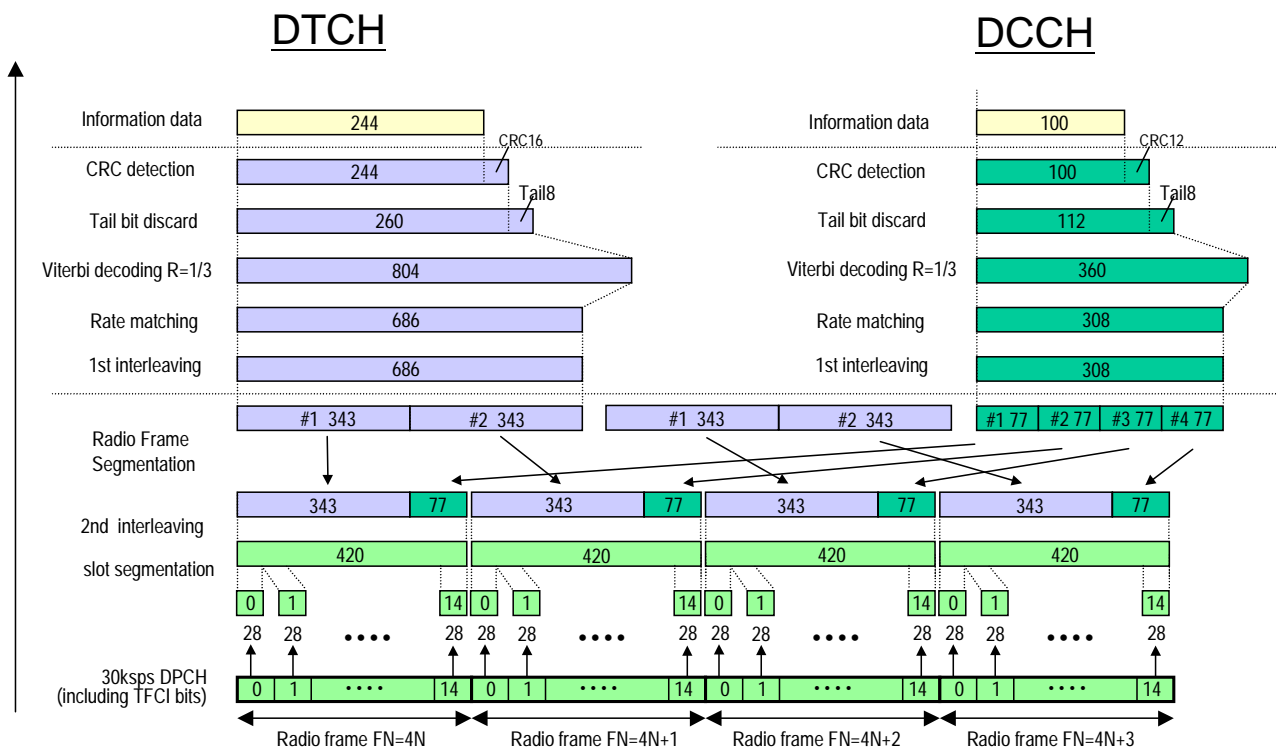 DTCH DCCH
Information data 244 Information data 100
CRC16 CRC12
CRC detection 244 CRC detection 100
Tail8 Tail8
Tail bit discard 260 Tail bit discard 112
Viterbi decoding R=1/3 804 Viterbi decoding R=1/3 360
Rate matching 686 Rate matching 308
1st interleaving 686 1st interleaving 308
#1 343 #2 343 #1 343 #2 343 #1 77 #2 77 #3 77 #4 77
Radio Frame
Segmentation
343 77 343 77 343 77 343 77
2nd interleaving
420 420 420 420
slot segmentation
0 1 14 0 1 14 0 1 14 0 1 14
28 28 •••• 28 28 28 •••• 28 28 28 •••• 28 28 28 •••• 28
30ksps DPCH
(including TFCI bits)
0 1 •••• 14 0 1 •••• 14 0 1 •••• 14 0 1 •••• 14
Radio frame FN=4N Radio frame FN=4N+1 Radio frame FN=4N+2 Radio frame FN=4N+3